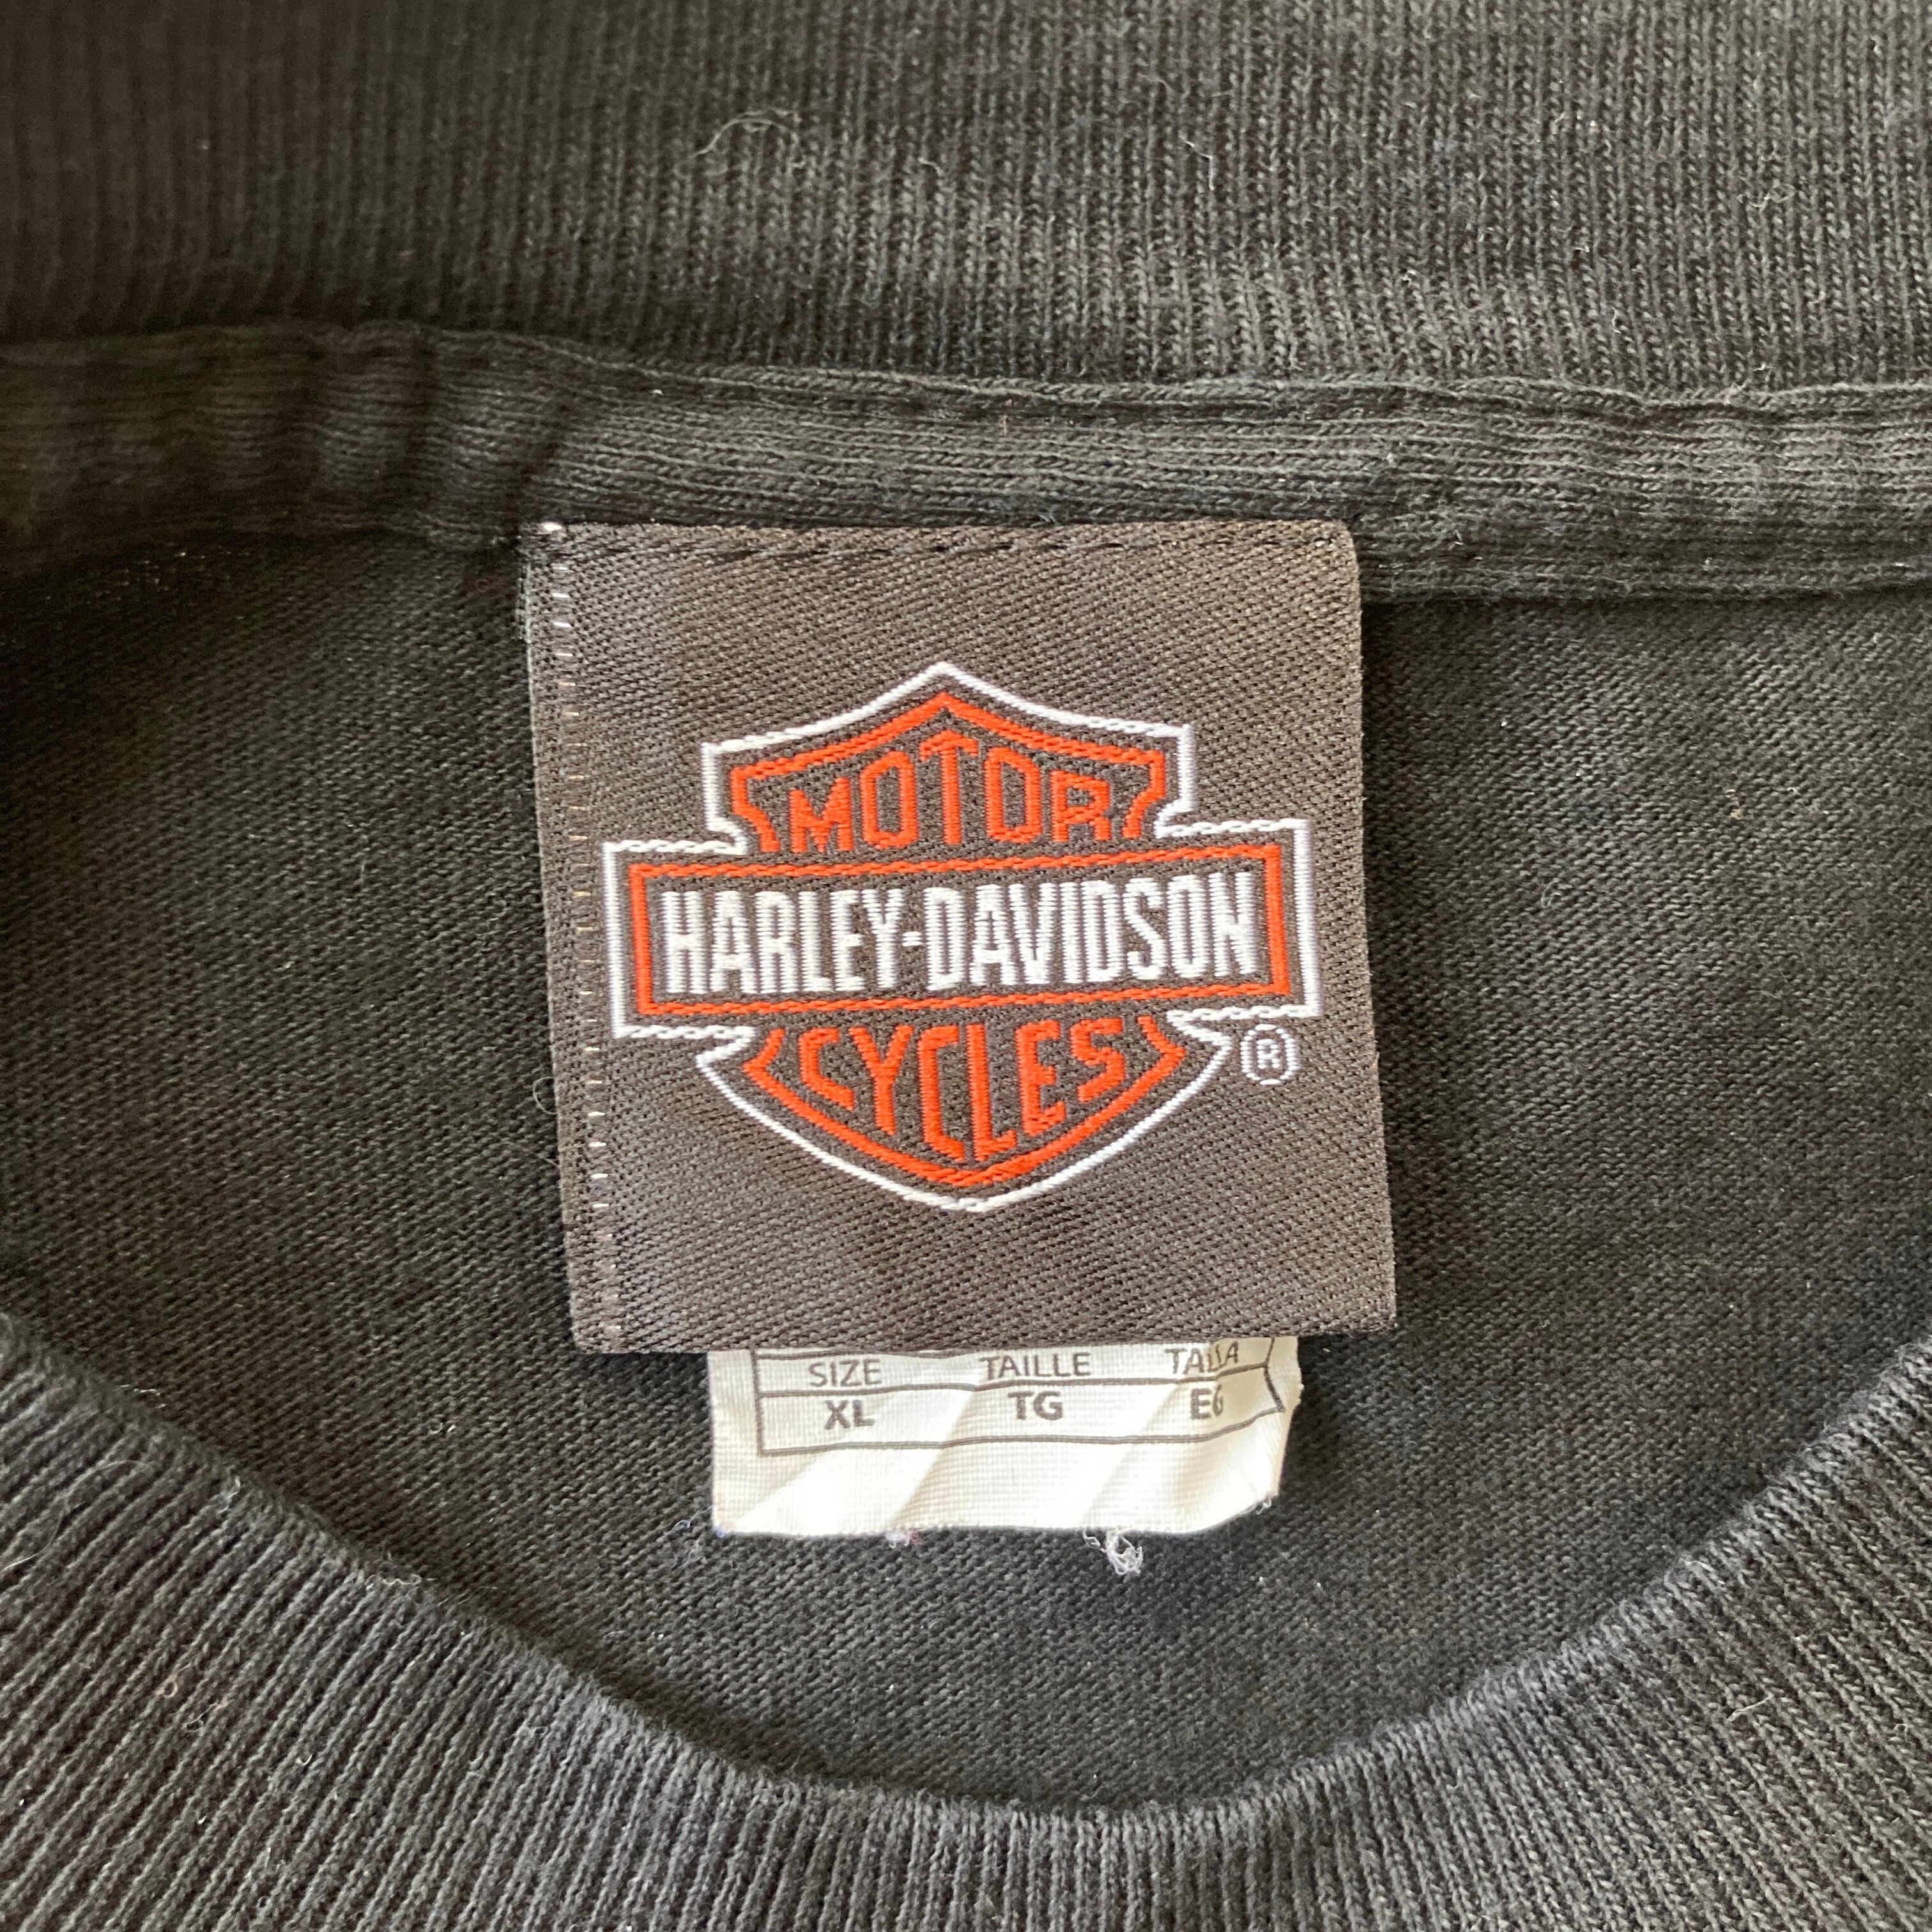 MOTOR
HARLEY-DAVIDSON
CYCLES
®
SIZE TAILLE TALLA
XL TG EG